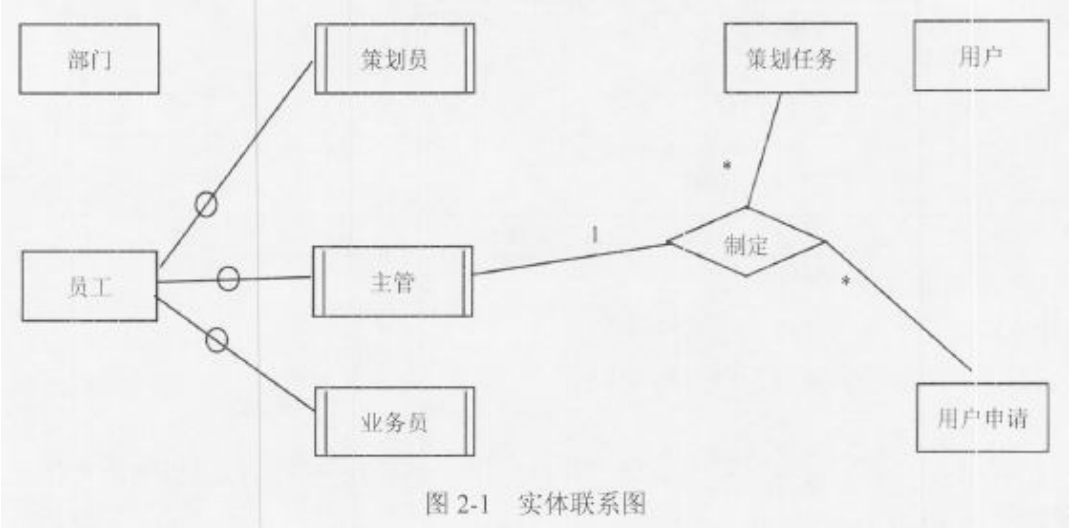 部门 策划员 策划任务 用户
*
1 制定
*
员工 主管
业务员 用户申请
图 2-1 实体联系图